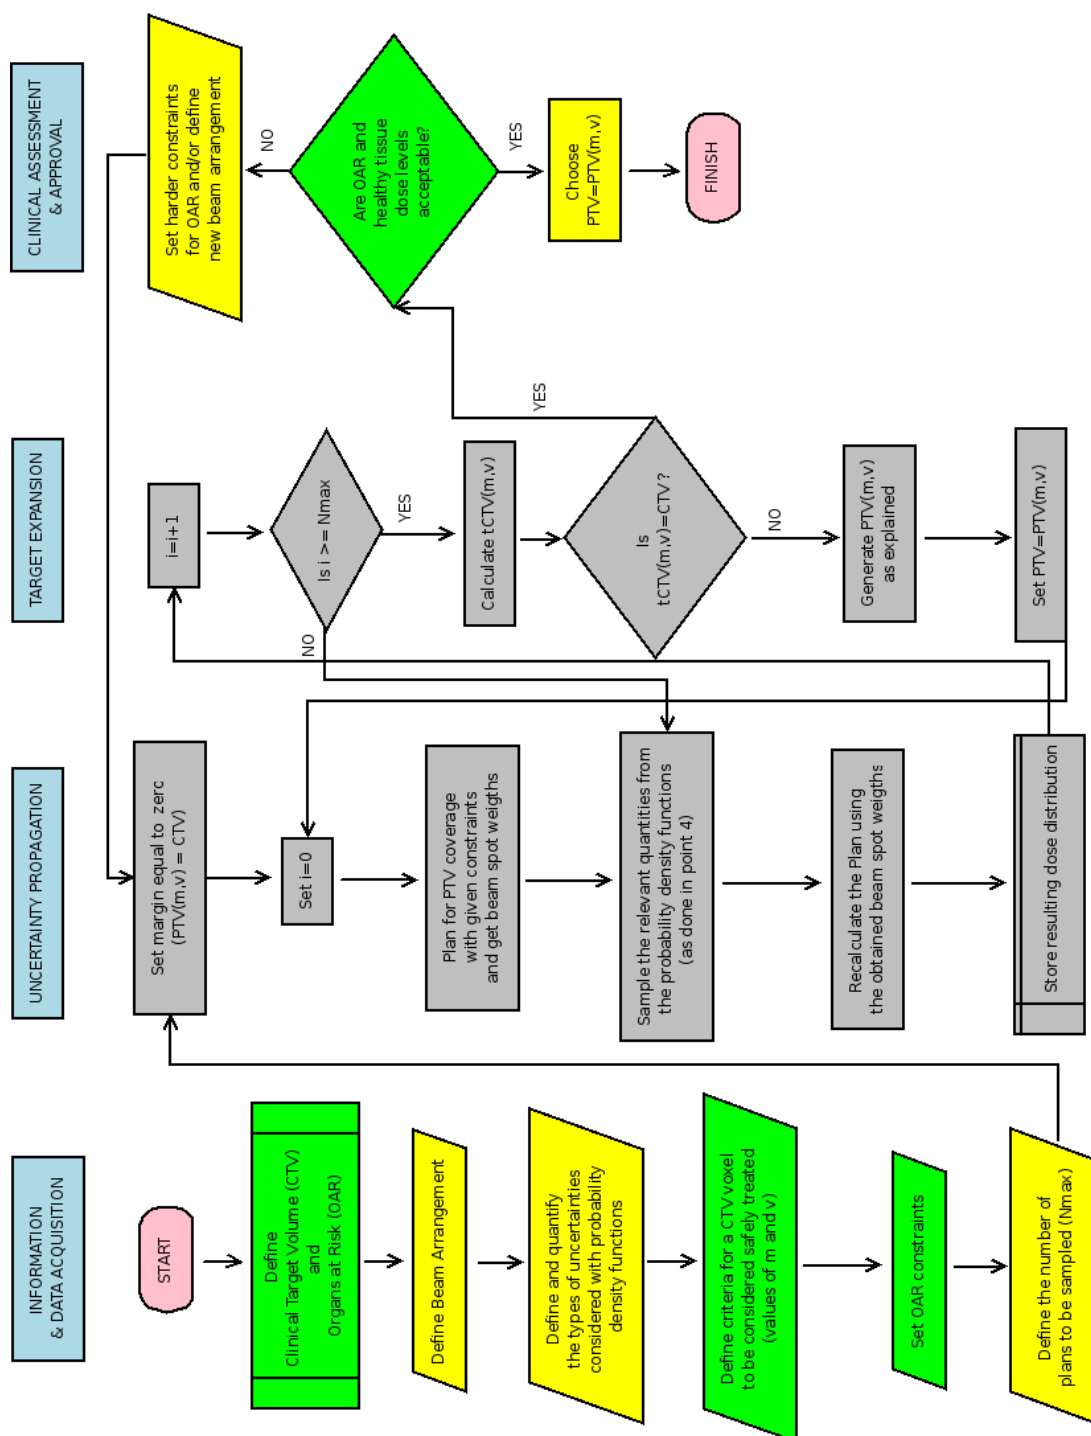 INFORMATION
& DATA ACQUISITION
START
Define
Clinical Target Volume (CTV)
and
Organs at Risk (OAR)
Define Beam Arrangement
Define and quantify
the types of uncertainties
considered with probability
density functions
Define criteria for a CTV voxel
to be considered safely treated
(values of m and v)
Set OAR constraints
Define the number of
plans to be sampled (Nmax)
UNCERTAINTY PROPAGATION
Set margin equal to zero
(PTV(m,v) = CTV)
Set i=0
Plan for PTV coverage
with given constraints
and get beam spot weigths
Sample the relevant quantities from
the probability density functions
(as done in point 4)
Recalculate the Plan using
the obtained beam spot weigths
Store resulting dose distribution
TARGET EXPANSION
i=i+1
Is i >= Nmax
NO
YES
Calculate tCTV(m,v)
Is
tCTV(m,v)=CTV ?
YES
NO
Generate PTV(m,v)
as explained
Set PTV=PTV(m,v)
CLINICAL ASSESSMENT
& APPROVAL
Set harder constraints
for OAR and/or define
new beam arrangement
NO
Are OAR and
healthy tissue
dose levels
acceptable?
YES
Choose
PTV=PTV(m,v)
FINISH